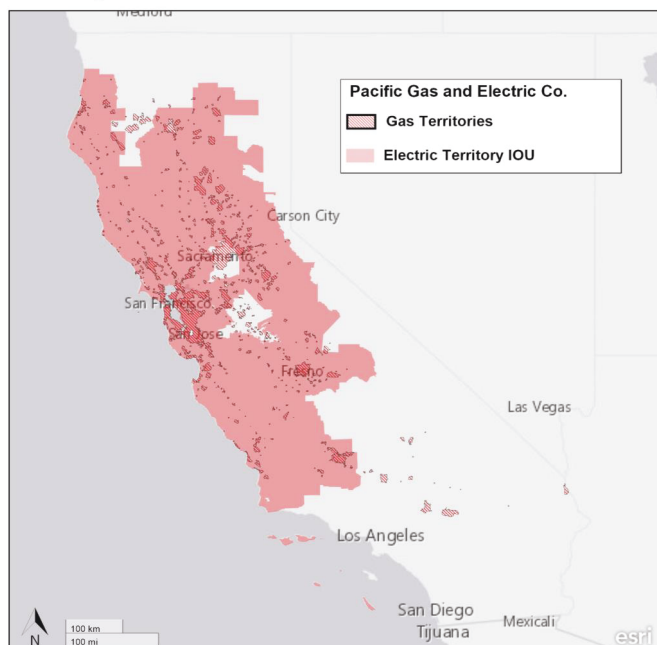 Medford
Pacific Gas and Electric Co.
Gas Territories
Electric Territory IOU
Carson City
Sacramento
San Francisco
San Jose
Fresno
Las Vegas
Los Angeles
San Diego
Tijuana
Mexicali
N
100 km
100 mi
esri